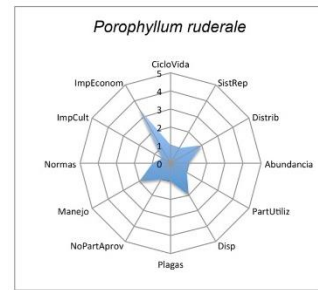 Porophyllum ruderale
CicloVida
ImpEconom
SistRep
ImpCult
Distrib
Normas
Abundancia
Manejo
PartUtiliz
NoPartAprov
Disp
Plagas
5
4
3
2
1
0